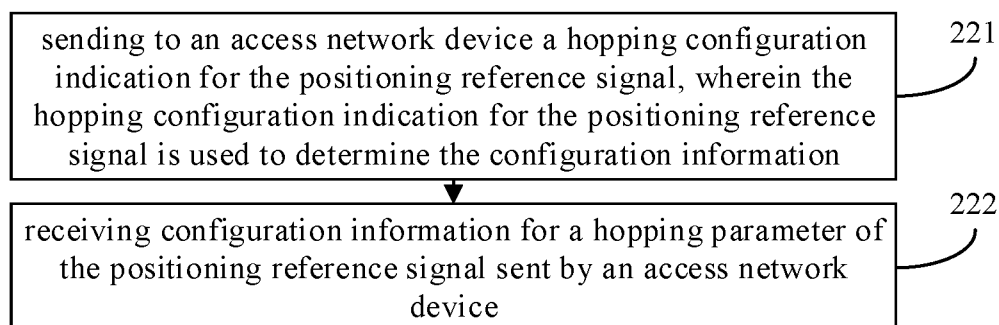 sending to an access network device a hopping configuration
indication for the positioning reference signal, wherein the
hopping configuration indication for the positioning reference
signal is used to determine the configuration information
221
receiving configuration information for a hopping parameter of
the positioning reference signal sent by an access network
device
222